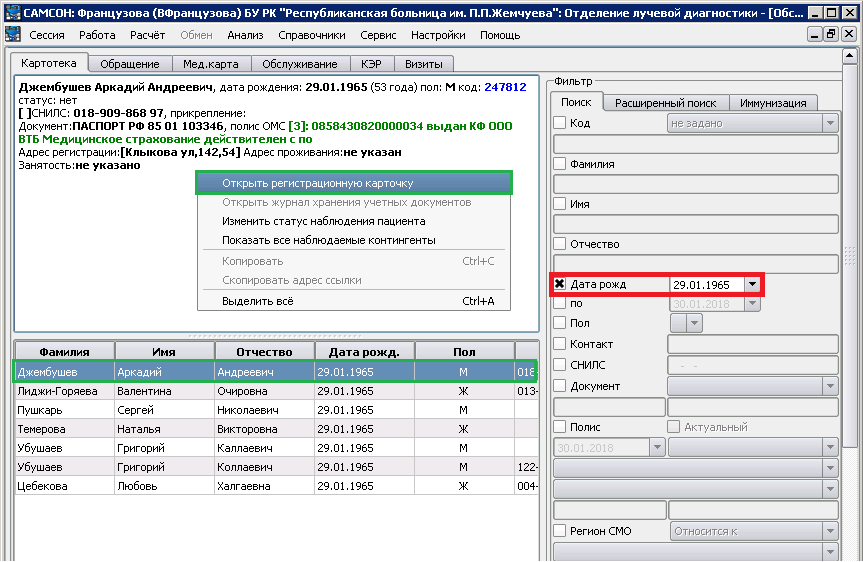 САМСОН: Французова (ВФранцузова) БУ РК "Республиканская больница им. П.П.Жемчуева": Отделение лучевой диагностики - [Обс...
Сессия Работа Расчёт Обмен Анализ Справочники Сервис Настройки Помощь
Картотека Обращение Мед.карта Обслуживание КЭР Визиты
Джембушев Аркадий Андреевич, дата рождения: 29.01.1965 (53 года) пол: М код: 247812
статус: нет
[ ]СНИЛС: 018-909-868 97, прикрепление:
Документ:ПАСПОРТ РФ 85 01 103346, полис ОМС [3]: 0858430820000034 выдан КФ ООО
ВТБ Медицинское страхование действителен с по
Адрес регистрации:[Клыкова ул,142,54] Адрес проживания:не указан
Занятость:не указано
Открыть регистрационную карточку
Открыть журнал хранения учетных документов
Изменить статус наблюдения пациента
Показать все наблюдаемые контингенты
Копировать Ctrl+C
Скопировать адрес ссылки
Выделить всё Ctrl+A
Фамилия Имя Отчество Дата рожд. Пол
Джембушев Аркадий Андреевич 29.01.1965 М 018-
Лиджи-Горяева Валентина Очировна 29.01.1965 Ж 013-
Пушкарь Сергей Николаевич 29.01.1965 М
Темерова Наталья Викторовна 29.01.1965 Ж
Убушаев Григорий Каллаевич 29.01.1965 М
Убушаев Григорий Коллаевич 29.01.1965 М 122-
Цебекова Любовь Халгаевна 29.01.1965 Ж 004-
Фильтр
Поиск Расширенный поиск Иммунизация
Код не задано
Фамилия
Имя
Отчество
Дата рожд 29.01.1965
по 30.01.2018
Пол
Контакт
СНИЛС - -
Документ
Полис Актуальный
30.01.2018
Регион СМО Относится к